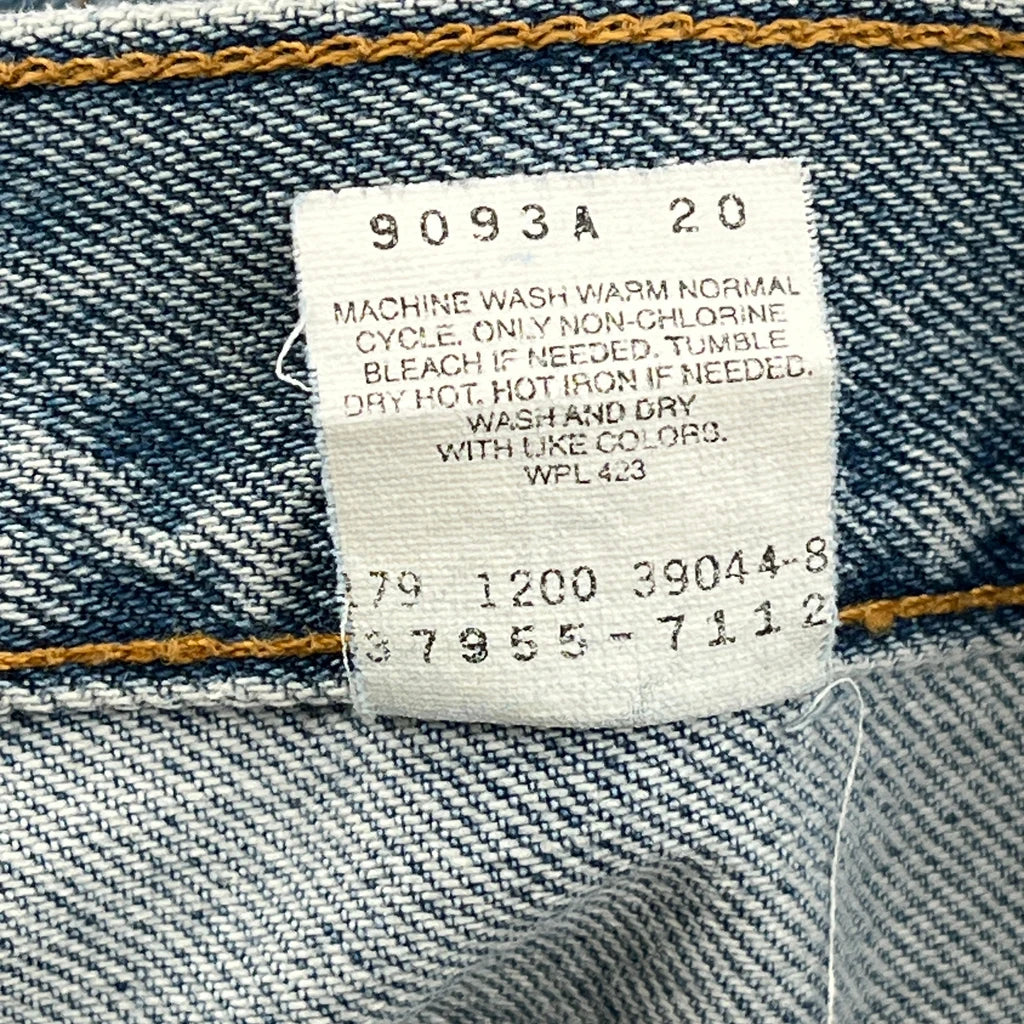 9093A 20
MACHINE WASH WARM NORMAL
CYCLE. ONLY NON-CHLORINE
BLEACH IF NEEDED. TUMBLE
DRY HOT. HOT IRON IF NEEDED.
WASH AND DRY
WITH LIKE COLORS.
WPL 423
179 1200 39044-8
37955-7112